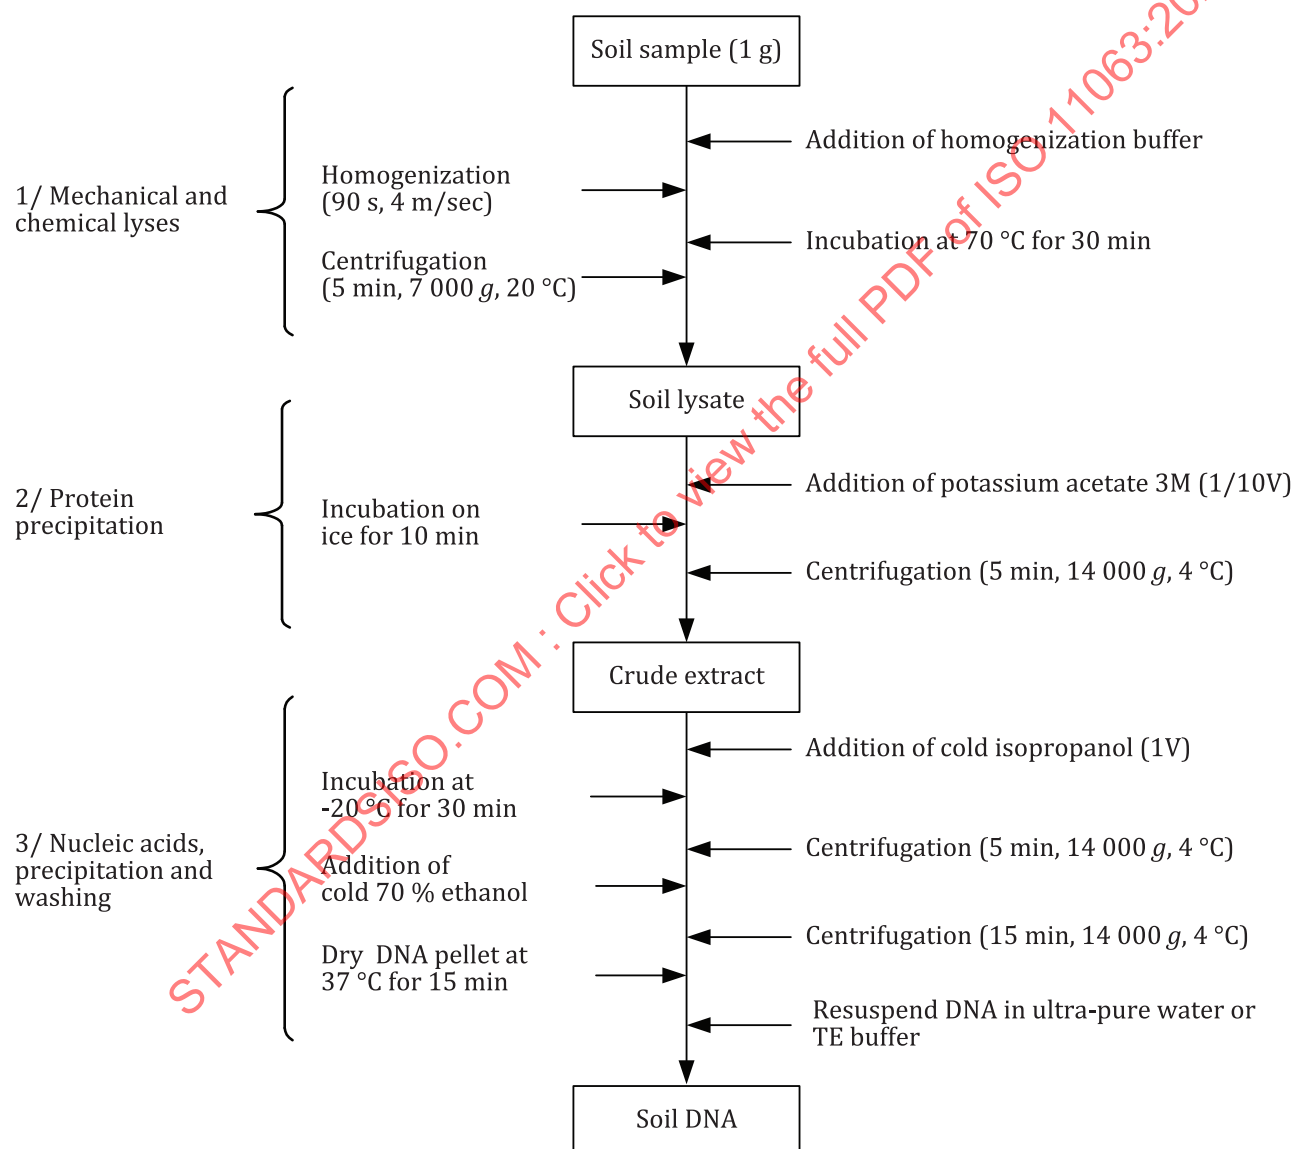 Soil sample (1 g)
Addition of homogenization buffer
1/ Mechanical and
chemical lyses
Homogenization
(90 s, 4 m/sec)
Incubation at 70 °C for 30 min
Centrifugation
(5 min, 7 000 g, 20 °C)
Soil lysate
Addition of potassium acetate 3M (1/10V)
2/ Protein
precipitation
Incubation on
ice for 10 min
Centrifugation (5 min, 14 000 g, 4 °C)
Crude extract
Addition of cold isopropanol (1V)
3/ Nucleic acids,
precipitation and
washing
Incubation at
-20 °C for 30 min
Centrifugation (5 min, 14 000 g, 4 °C)
Addition of
cold 70 % ethanol
Centrifugation (15 min, 14 000 g, 4 °C)
Dry DNA pellet at
37 °C for 15 min
Resuspend DNA in ultra-pure water or
TE buffer
Soil DNA
STANDARDSISO.COM : Click to view the full PDF of ISO 11063:20